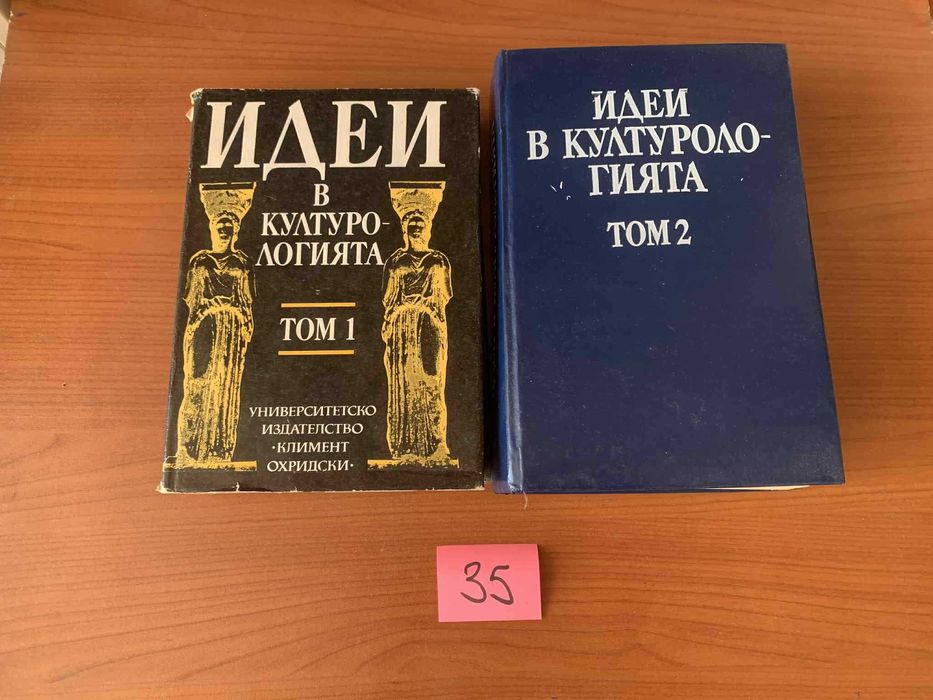 ИДЕИ
В
КУЛТУРО-
ЛОГИЯТА
ТОМ 1
УНИВЕРСИТЕТСКО
ИЗДАТЕЛСТВО
·КЛИМЕНТ
ОХРИДСКИ·
ИДЕИ
В КУЛТУРОЛО-
ГИЯТА
ТОМ 2
35